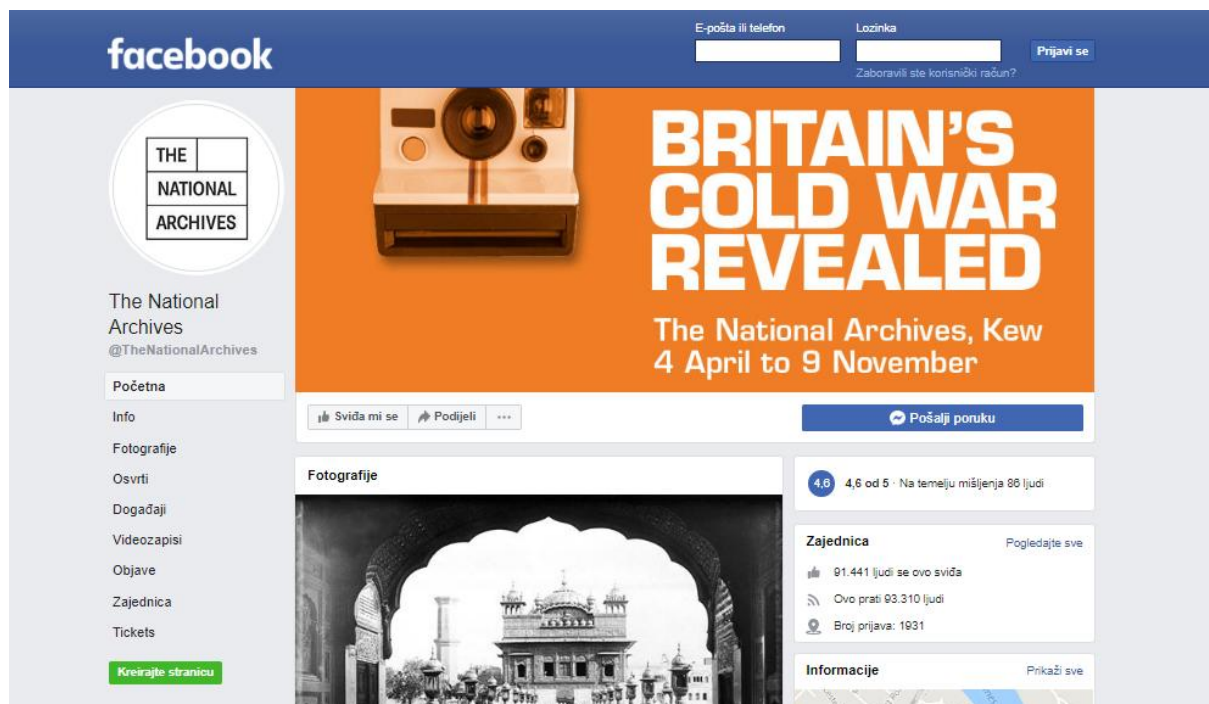 facebook
E-pošta ili telefon
Lozinka
Prijavi se
Zaboravili ste korisnički račun?
THE
NATIONAL
ARCHIVES
The National
Archives
@TheNationalArchives
Početna
Info
Fotografije
Osvrti
Događaji
Videozapisi
Objave
Zajednica
Tickets
Kreirajte stranicu
BRITAIN'S
COLD WAR
REVEALED
The National Archives, Kew
4 April to 9 November
Sviđa mi se
Podijeli
Pošalji poruku
Fotografije
4,6
4,6 od 5 · Na temelju mišljenja 86 ljudi
Zajednica
Pogledajte sve
91.441 ljudi se ovo sviđa
Ovo prati 93.310 ljudi
Broj prijava: 1931
Informacije
Prikaži sve